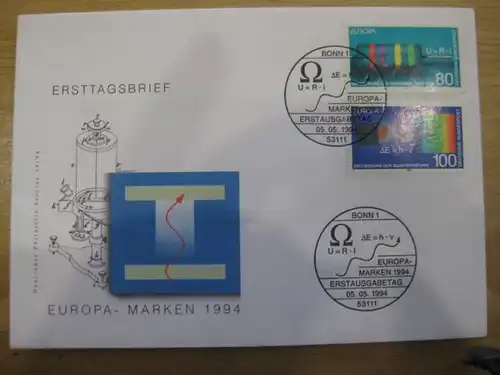 ERSTTAGSBRIEF
EUROPA
U=R·I
80
100
BONN 1
Ω ΔE=
U=R·I
EUROPA-
MARKEN 1994
ERSTAUSGABETAG
05.05.1994
53111
BONN 1
Ω ΔE=h·ν
U=R·I
EUROPA-
MARKEN 1994
ERSTAUSGABETAG
05.05.1994
53111
EUROPA- MARKEN 1994